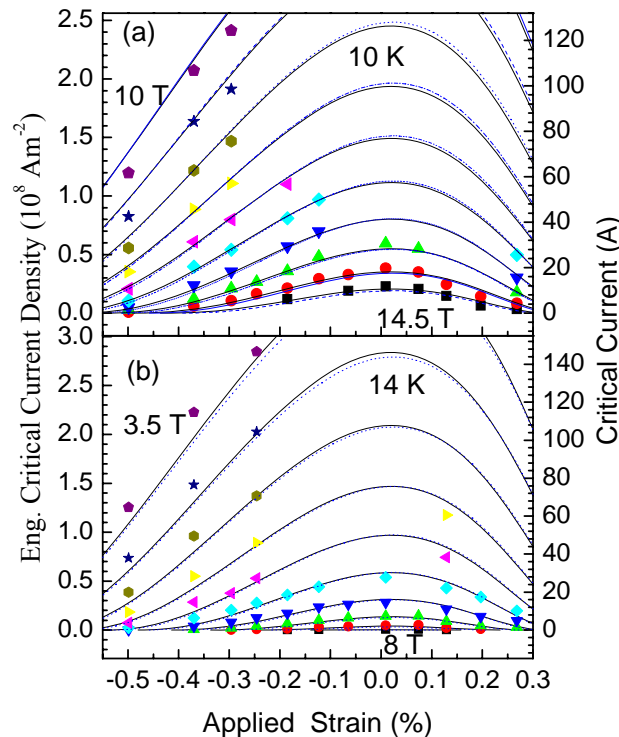 Eng. Critical Current Density (10⁸ Am⁻²)
Critical Current (A)
(a)
10 K
10 T
14.5 T
2.5
2.0
1.5
1.0
0.5
0.0
120
100
80
60
40
20
0
(b)
14 K
3.5 T
8 T
3.0
2.5
2.0
1.5
1.0
0.5
0.0
140
120
100
80
60
40
20
0
-0.5 -0.4 -0.3 -0.2 -0.1 0.0 0.1 0.2 0.3
Applied Strain (%)